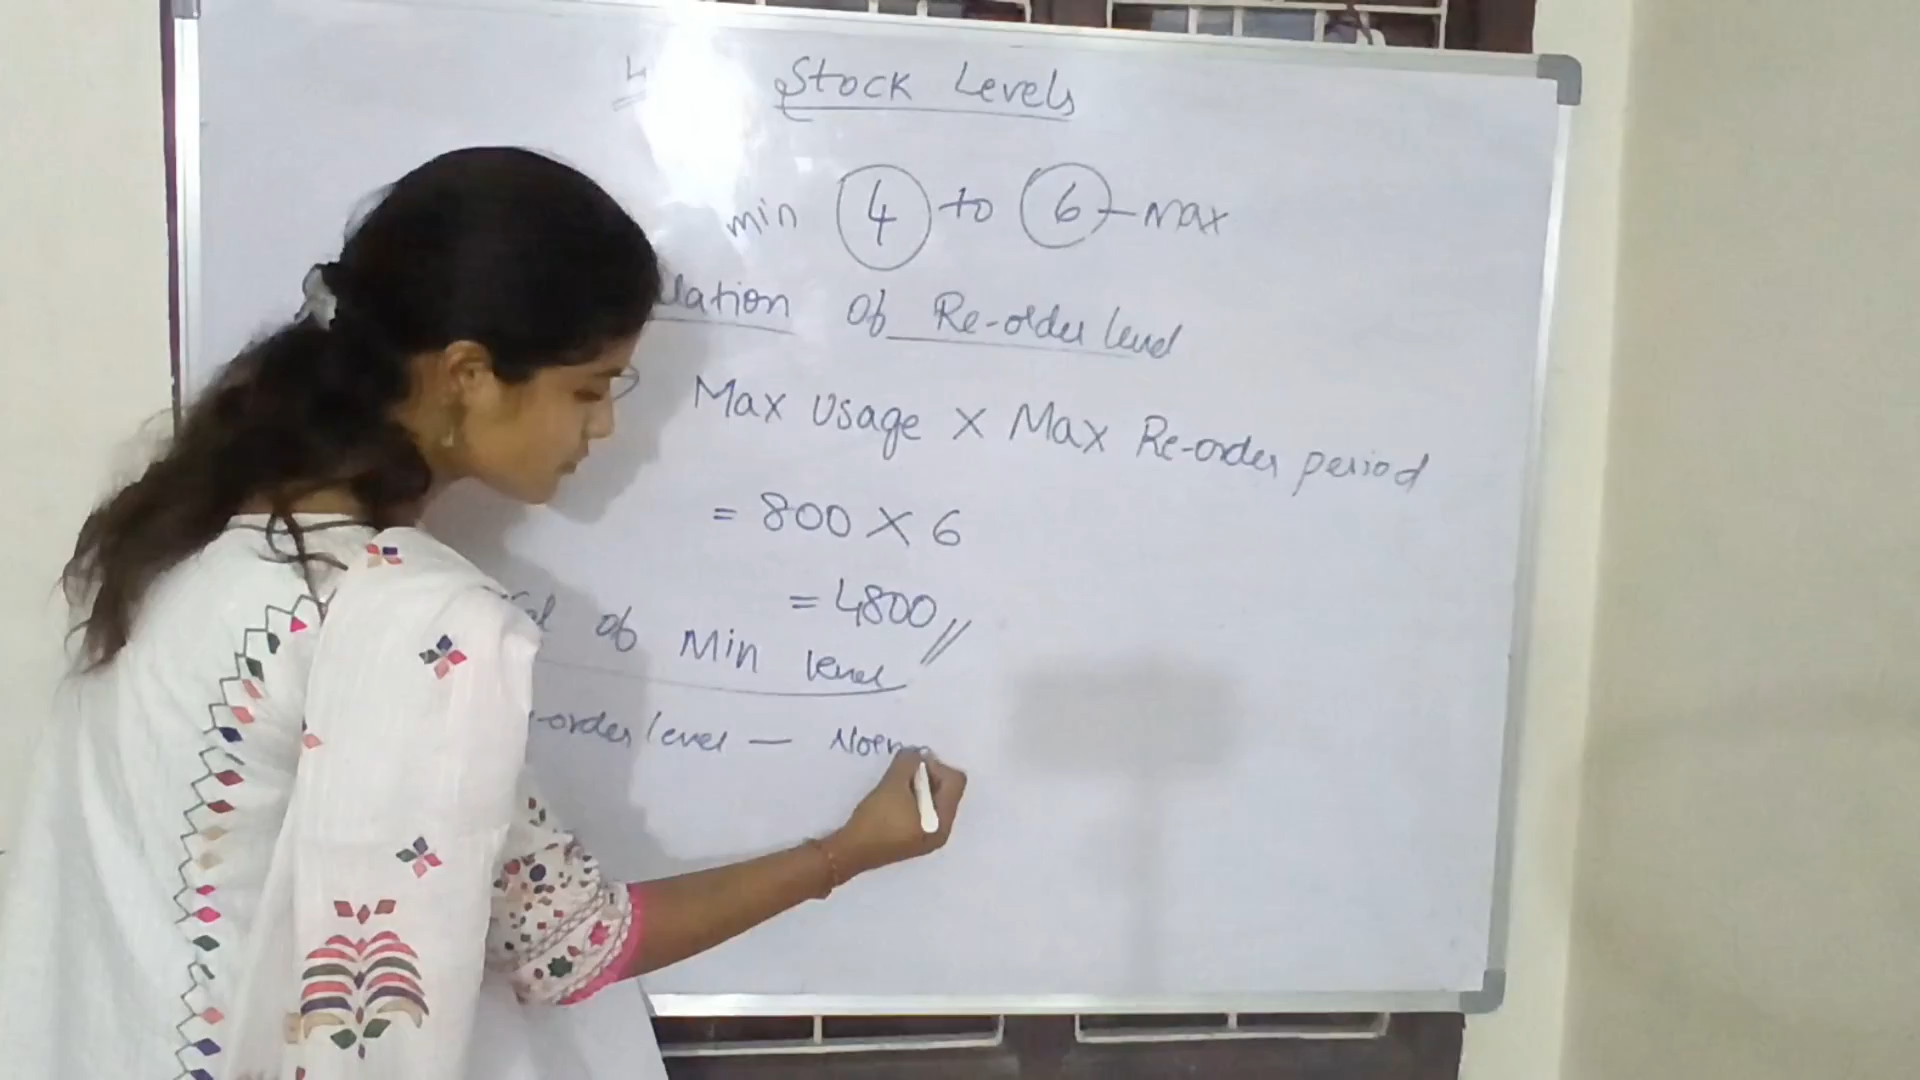 Stock Levels
min 4 to 6 - Max
lation of Re-order level
Max Usage X Max Re-order period
= 800 X 6
= 4800 //
of Min level
-order level — Norm